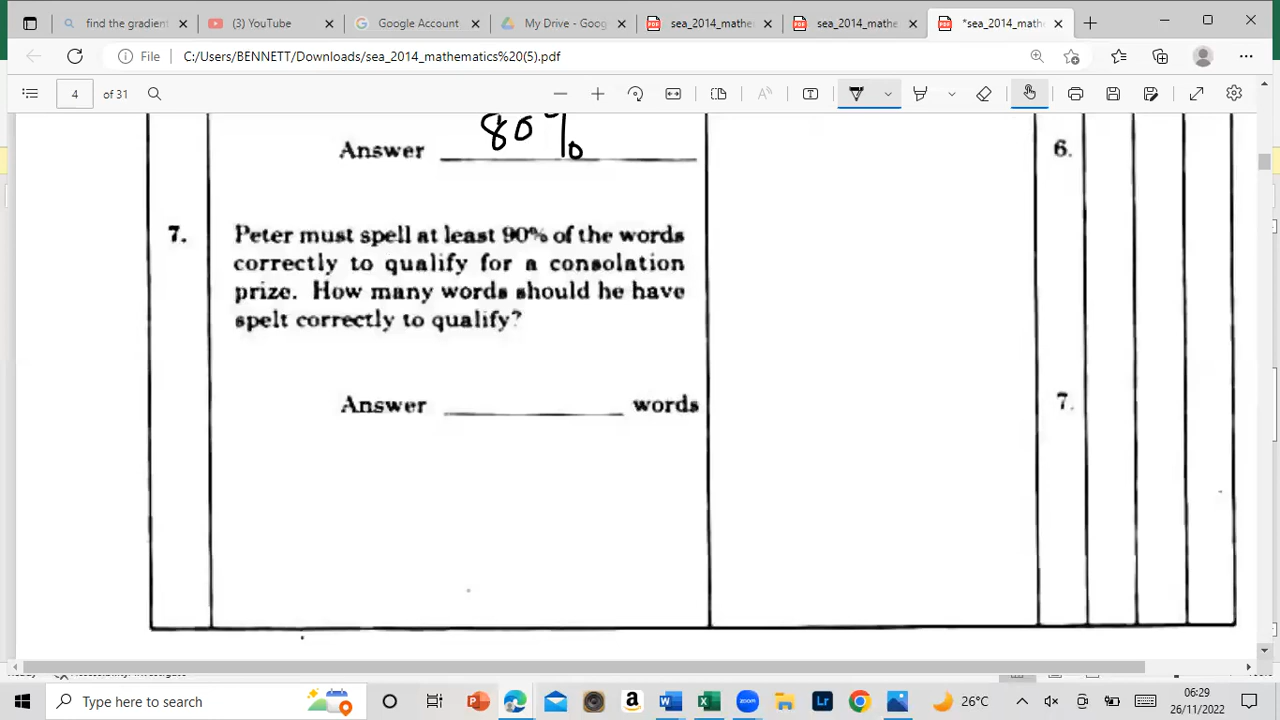 find the gradient
(3) YouTube
Google Account
My Drive - Goog
sea_2014_mathe
sea_2014_mathe
*sea_2014_math
File
C:/Users/BENNETT/Downloads/sea_2014_mathematics%20(5).pdf
4
of 31
80%
Answer
6.
7.
Peter must spell at least 90% of the words
correctly to qualify for a consolation
prize. How many words should he have
spelt correctly to qualify?
Answer
words
7.
Type here to search
26°C
06:29
26/11/2022